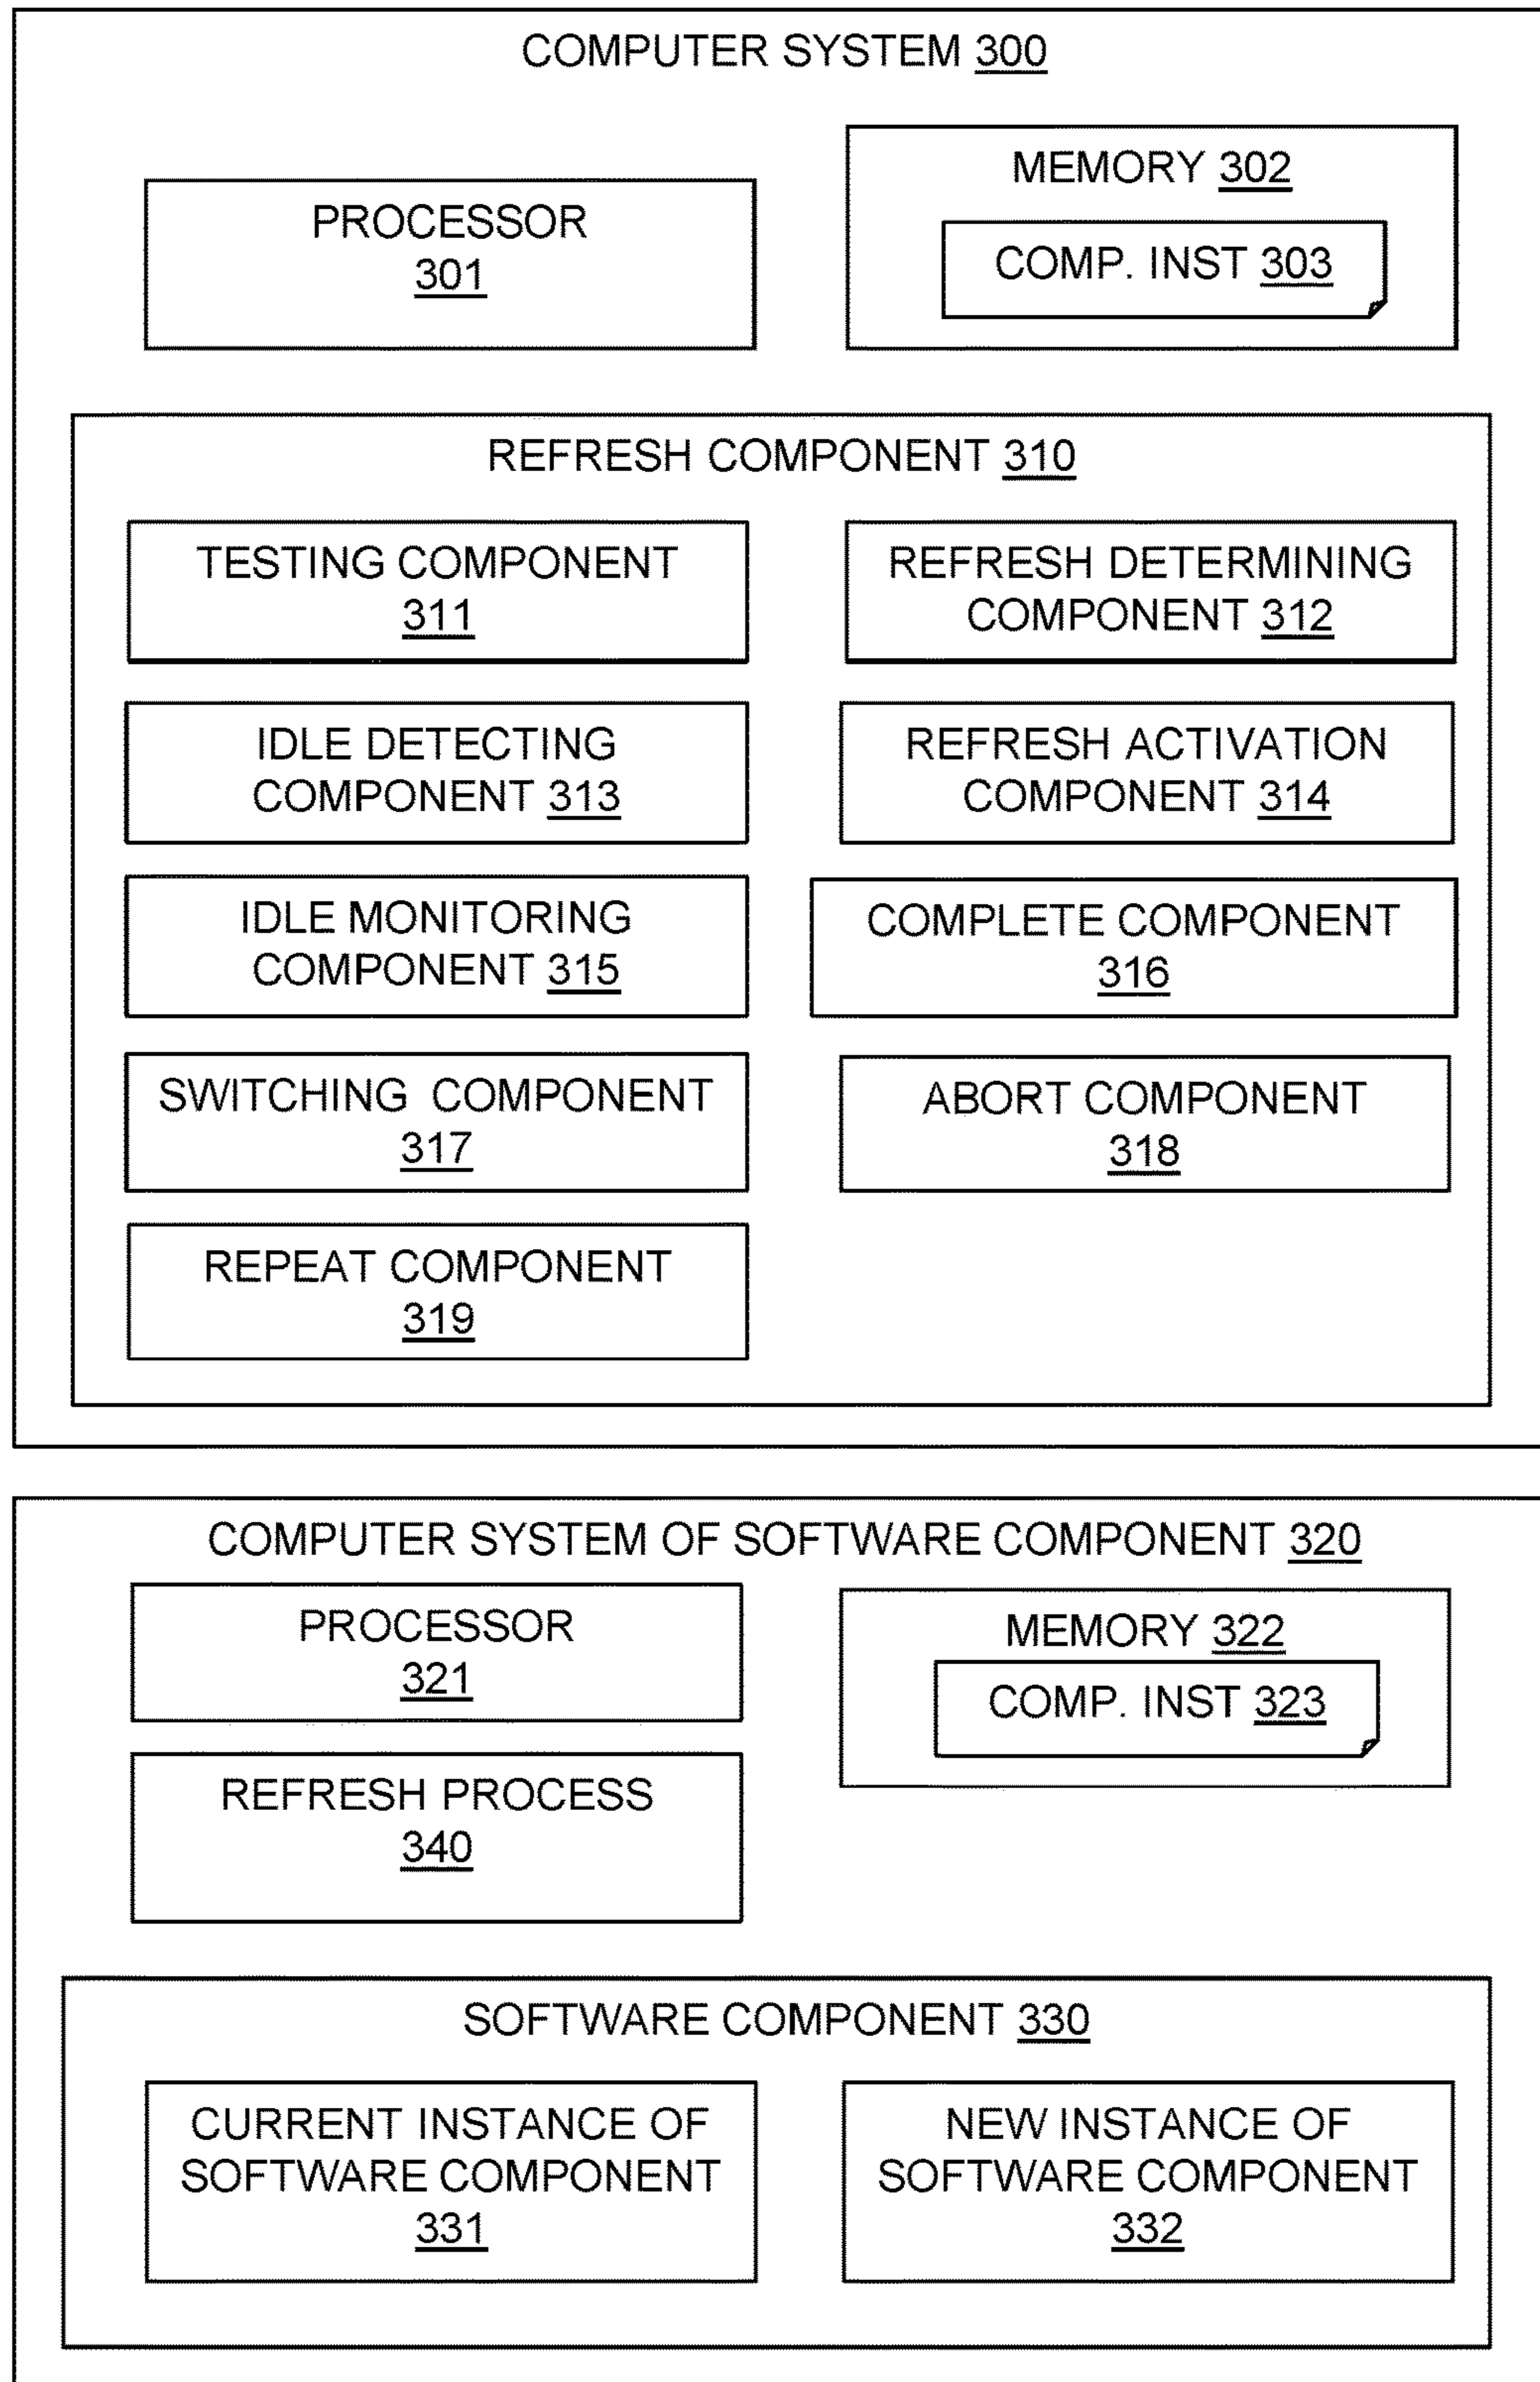 COMPUTER SYSTEM 300
PROCESSOR
301
MEMORY 302
COMP. INST 303
REFRESH COMPONENT 310
TESTING COMPONENT
311
REFRESH DETERMINING
COMPONENT 312
IDLE DETECTING
COMPONENT 313
REFRESH ACTIVATION
COMPONENT 314
IDLE MONITORING
COMPONENT 315
COMPLETE COMPONENT
316
SWITCHING COMPONENT
317
ABORT COMPONENT
318
REPEAT COMPONENT
319
COMPUTER SYSTEM OF SOFTWARE COMPONENT 320
PROCESSOR
321
MEMORY 322
COMP. INST 323
REFRESH PROCESS
340
SOFTWARE COMPONENT 330
CURRENT INSTANCE OF
SOFTWARE COMPONENT
331
NEW INSTANCE OF
SOFTWARE COMPONENT
332